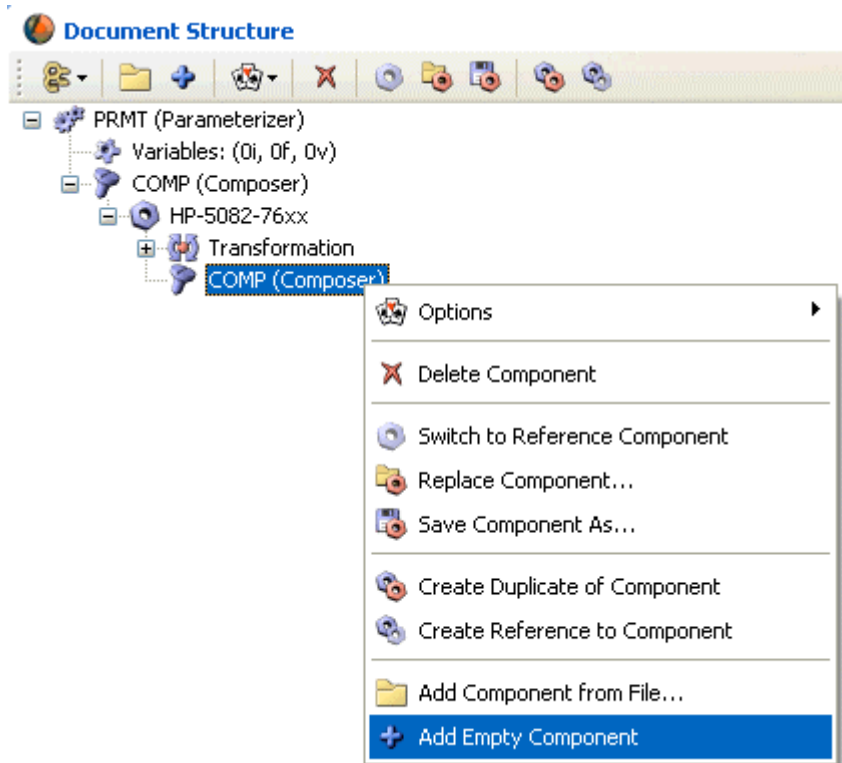 Document Structure
PRMT (Parameterizer)
Variables: (0i, 0f, 0v)
COMP (Composer)
HP-5082-76xx
Transformation
COMP (Composer)
Options
Delete Component
Switch to Reference Component
Replace Component...
Save Component As...
Create Duplicate of Component
Create Reference to Component
Add Component from File...
Add Empty Component